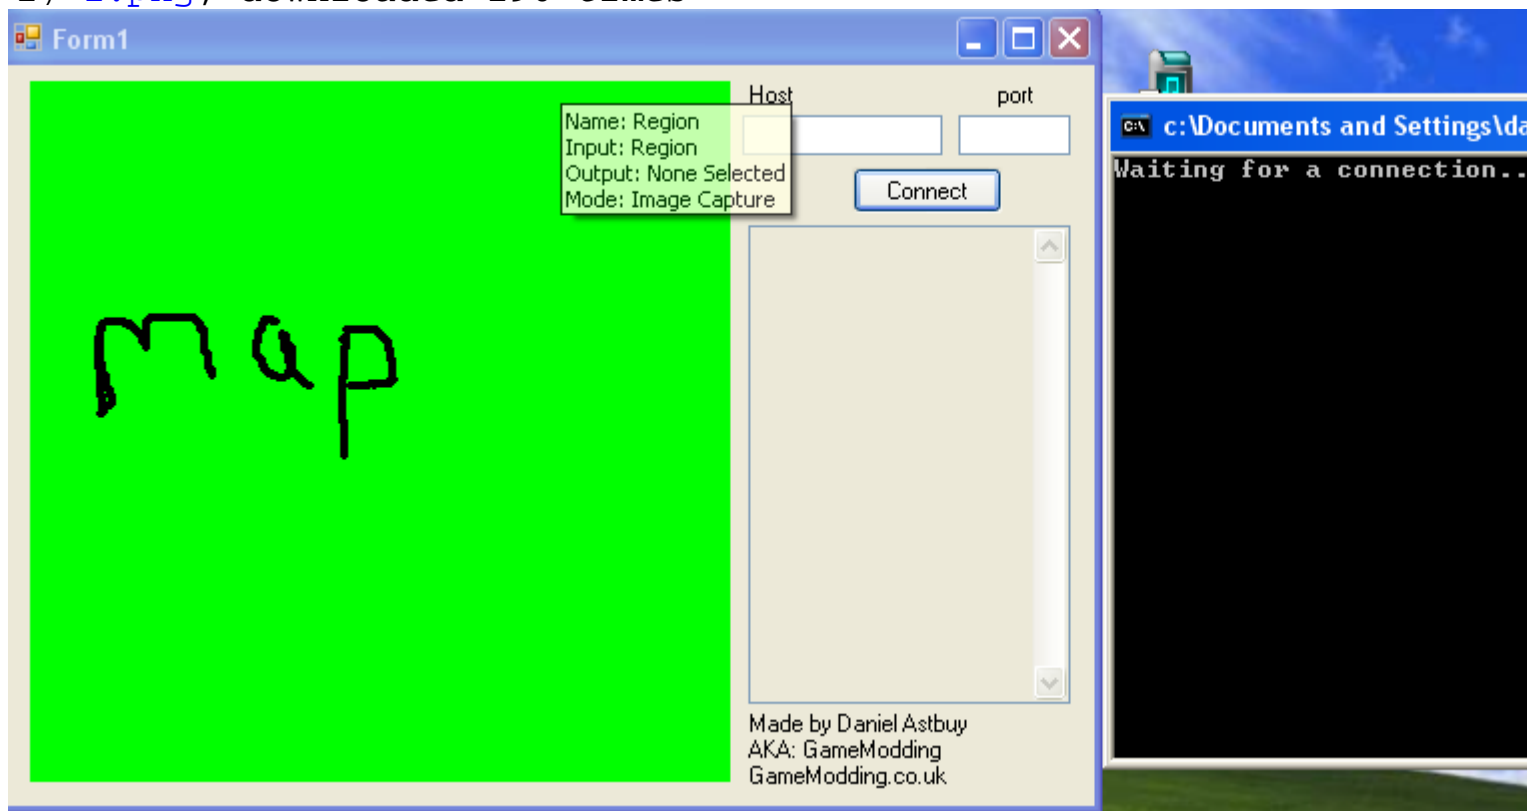 Form1
Host port
Name: Region
Input: Region
Output: None Selected
Mode: Image Capture
Connect
map
Made by Daniel Astbuy
AKA: GameModding
GameModding.co.uk
c:\Documents and Settings\da
Waiting for a connection..